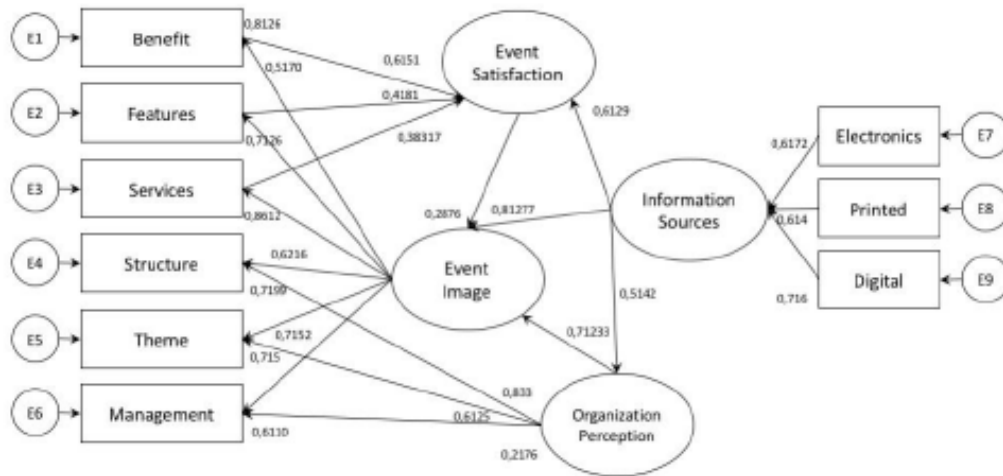 E1
Benefit
0,8126
0,5170
0,6151
Event
Satisfaction
E2
Features
0,4181
0,7126
0,38317
0,6129
Electronics
E7
0,6172
E3
Services
0,8612
0,2876
0,81277
Information
Sources
Printed
E8
0,614
E4
Structure
0,6216
0,7199
Event
Image
0,5142
Digital
E9
0,716
E5
Theme
0,7152
0,715
0,71233
E6
Management
0,6110
0,833
0,6125
0,2176
Organization
Perception